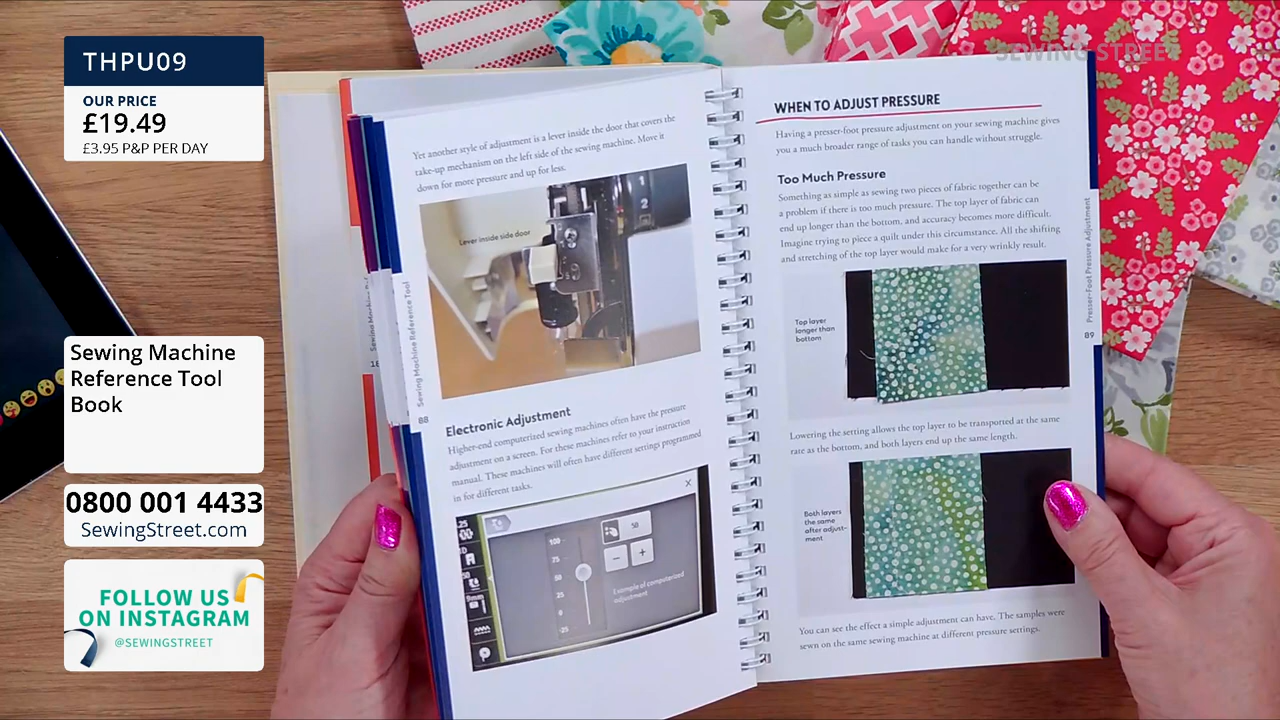 THPU09
OUR PRICE
£19.49
£3.95 P&P PER DAY
Sewing Machine
Reference Tool
Book
0800 001 4433
SewingStreet.com
FOLLOW US
ON INSTAGRAM
@SEWINGSTREET
SEWING STREET
Yet another style of adjustment is a lever inside the door that covers the
take-up mechanism on the left side of the sewing machine. Move it
down for more pressure and up for less.
Lever inside side door
2
Sewing Machine Reference Tool
88
Electronic Adjustment
Higher-end computerized sewing machines often have the pressure
adjustment on a screen. For these machines refer to your instruction
manual. These machines will often have different settings programmed
in for different tasks.
100
75
50
25
0
-25
50
Example of computerized
adjustment
WHEN TO ADJUST PRESSURE
Having a presser-foot pressure adjustment on your sewing machine gives
you a much broader range of tasks you can handle without struggle.
Too Much Pressure
Something as simple as sewing two pieces of fabric together can be
a problem if there is too much pressure. The top layer of fabric can
end up longer than the bottom, and accuracy becomes more difficult.
Imagine trying to piece a quilt under this circumstance. All the shifting
and stretching of the top layer would make for a very wrinkly result.
Top layer
longer than
bottom
Lowering the setting allows the top layer to be transported at the same
rate as the bottom, and both layers end up the same length.
Both layers
the same
after adjust-
ment
You can see the effect a simple adjustment can have. The samples were
sewn on the same sewing machine at different pressure settings.
Presser-Foot Pressure Adjustment
89